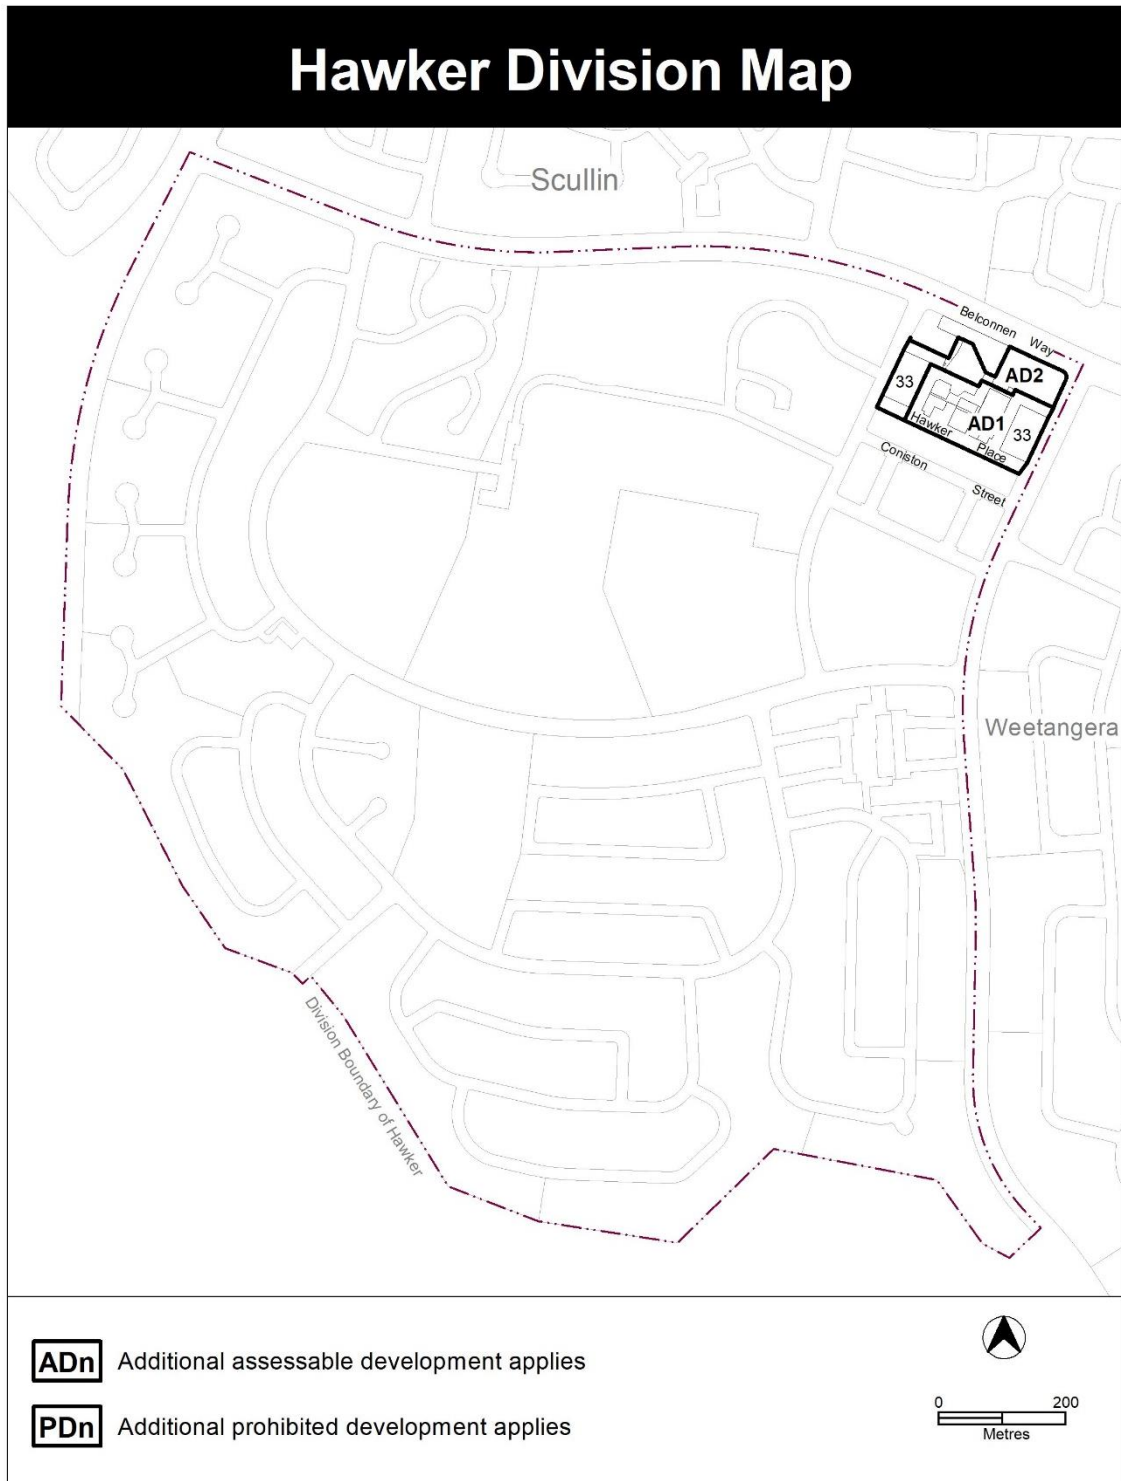 Hawker Division Map
Scullin
Belconnen Way
AD2
33
AD1
33
Hawker Place
Coniston Street
Weetangera
Division Boundary of Hawker
ADn Additional assessable development applies
PDn Additional prohibited development applies
0 200
Metres